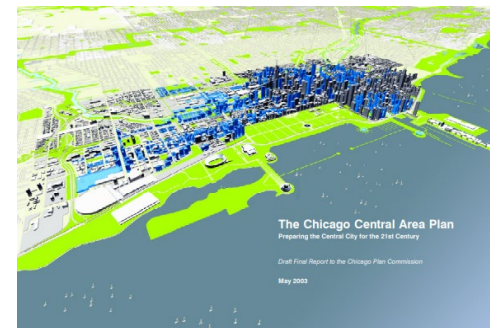 The Chicago Central Area Plan
Preparing the Central City for the 21st Century
Draft Final Report to the Chicago Plan Commission
May 2003